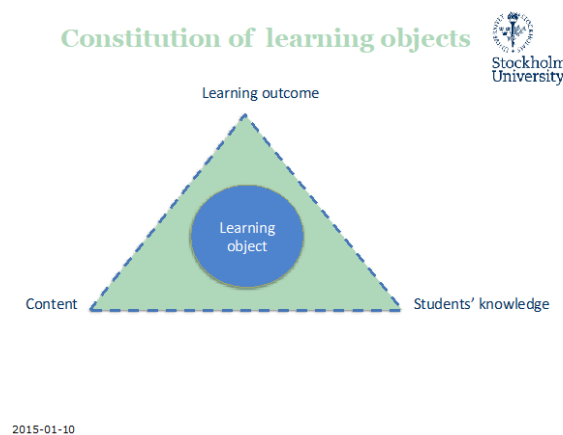 Constitution of learning objects
Stockholm
University
Learning outcome
Learning
object
Content
Students' knowledge
2015-01-10